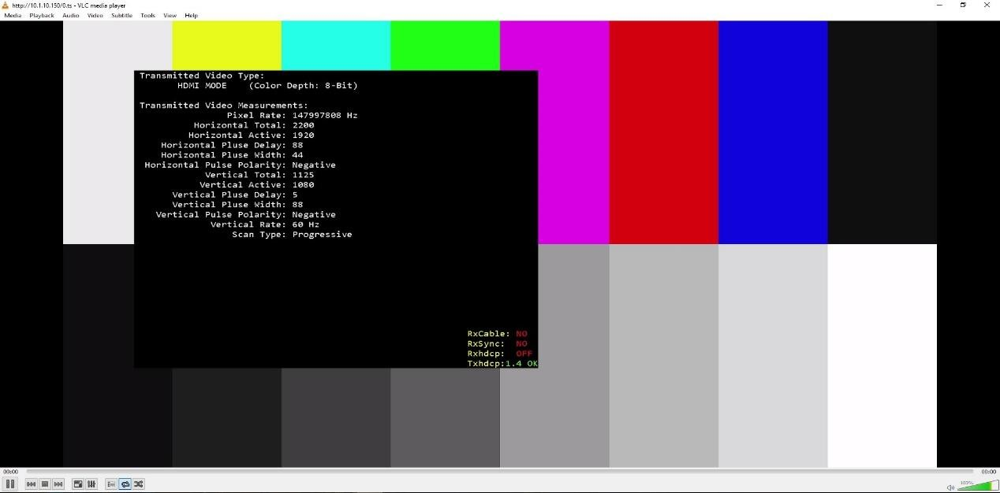 http://10.1.10.150/0.ts - VLC media player
Media Playback Audio Video Subtitle Tools View Help
Transmitted Video Type:
HDMI MODE (Color Depth: 8-Bit)
Transmitted Video Measurements:
Pixel Rate: 147997808 Hz
Horizontal Total: 2200
Horizontal Active: 1920
Horizontal Pluse Delay: 88
Horizontal Pluse Width: 44
Horizontal Pulse Polarity: Negative
Vertical Total: 1125
Vertical Active: 1080
Vertical Pluse Delay: 5
Vertical Pluse Width: 88
Vertical Pulse Polarity: Negative
Vertical Rate: 60 Hz
Scan Type: Progressive
RxCable: NO
RxSync: NO
Rxhdcp: OFF
Txhdcp:1.4 OK
00:00 00:00
103%